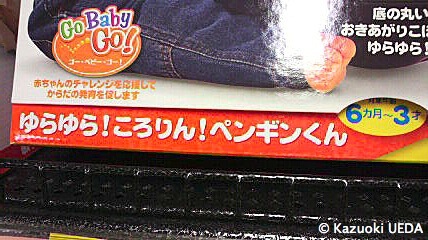 Go Baby
Go!
ゴー・ベビー・ゴー!
赤ちゃんのチャレンジを応援して
からだの発育を促します
底の丸い
おきあがりこぼ
ゆらゆら!
ゆらゆら!ころりん!ペンギンくん
6カ月〜3才
© Kazuoki UEDA